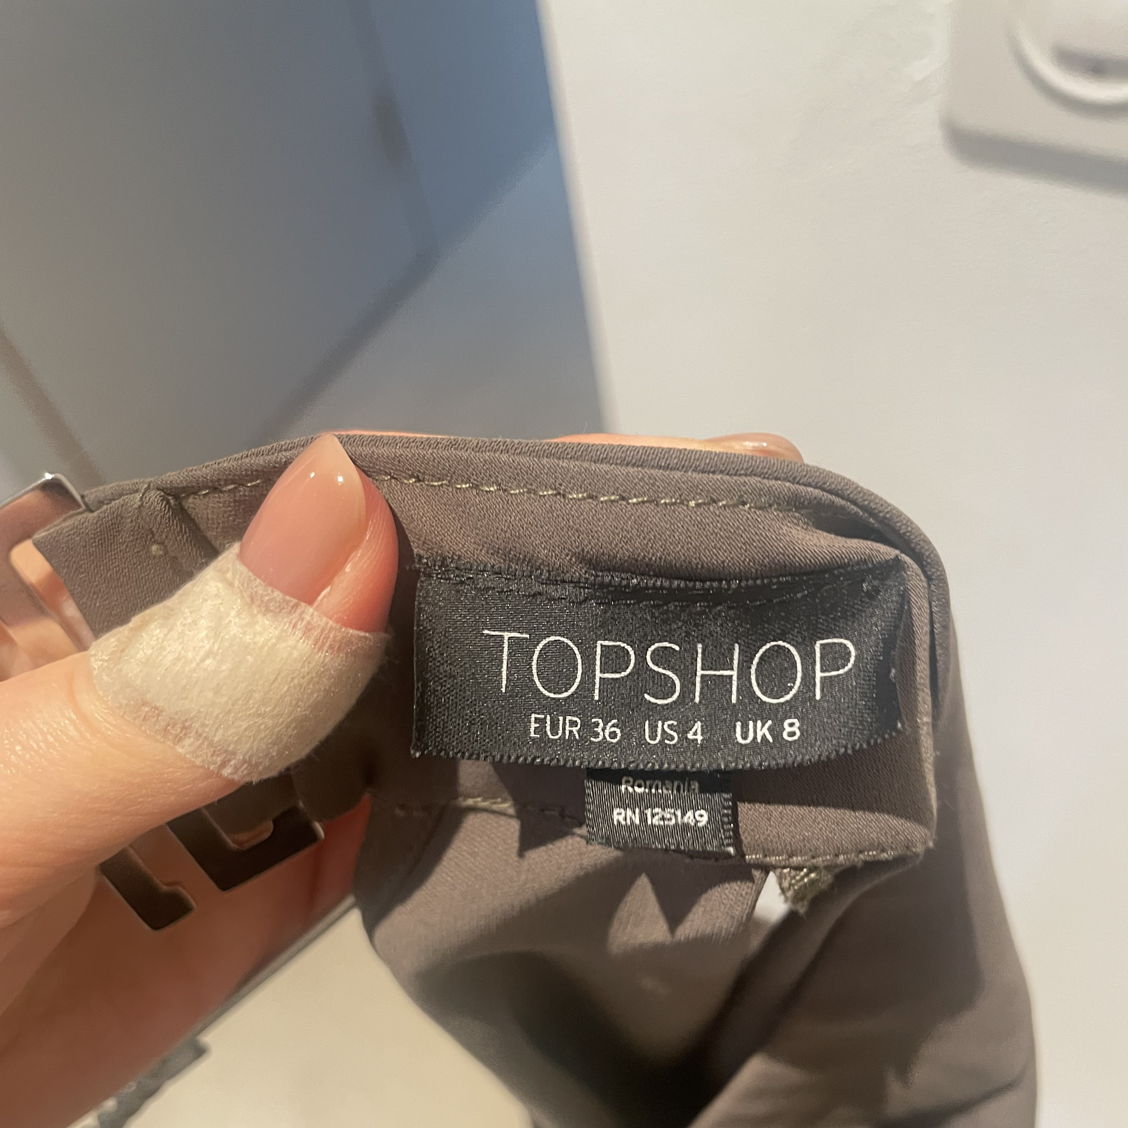 TOPSHOP
EUR 36 US 4 UK 8
Romania
RN 125149